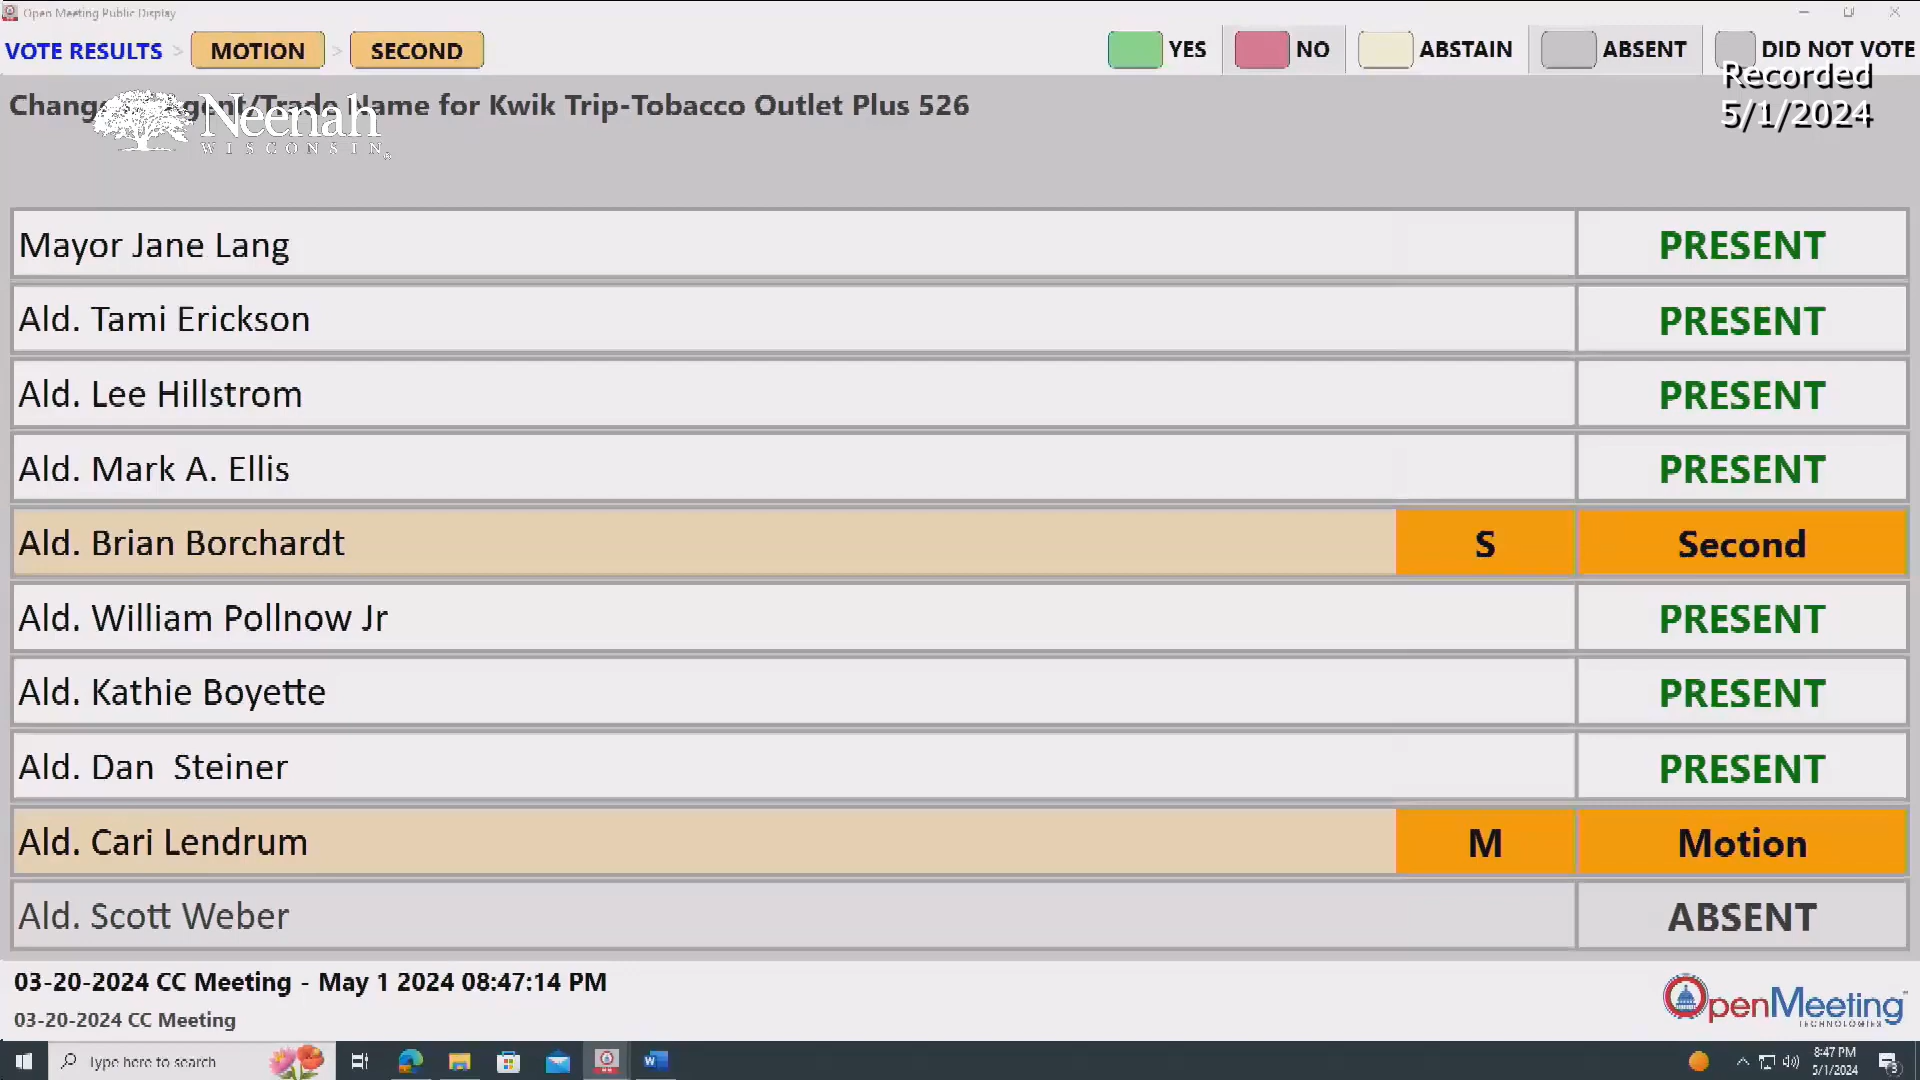 Open Meeting Public Display
VOTE RESULTS > MOTION > SECOND
YES NO ABSTAIN ABSENT DID NOT VOTE
Recorded
5/1/2024
Change Agent/Trade Name for Kwik Trip-Tobacco Outlet Plus 526
Neenah
WISCONSIN
Mayor Jane Lang PRESENT
Ald. Tami Erickson PRESENT
Ald. Lee Hillstrom PRESENT
Ald. Mark A. Ellis PRESENT
Ald. Brian Borchardt S Second
Ald. William Pollnow Jr PRESENT
Ald. Kathie Boyette PRESENT
Ald. Dan Steiner PRESENT
Ald. Cari Lendrum M Motion
Ald. Scott Weber ABSENT
03-20-2024 CC Meeting - May 1 2024 08:47:14 PM
03-20-2024 CC Meeting
OpenMeeting
TECHNOLOGIES
Type here to search
8:47 PM
5/1/2024
3